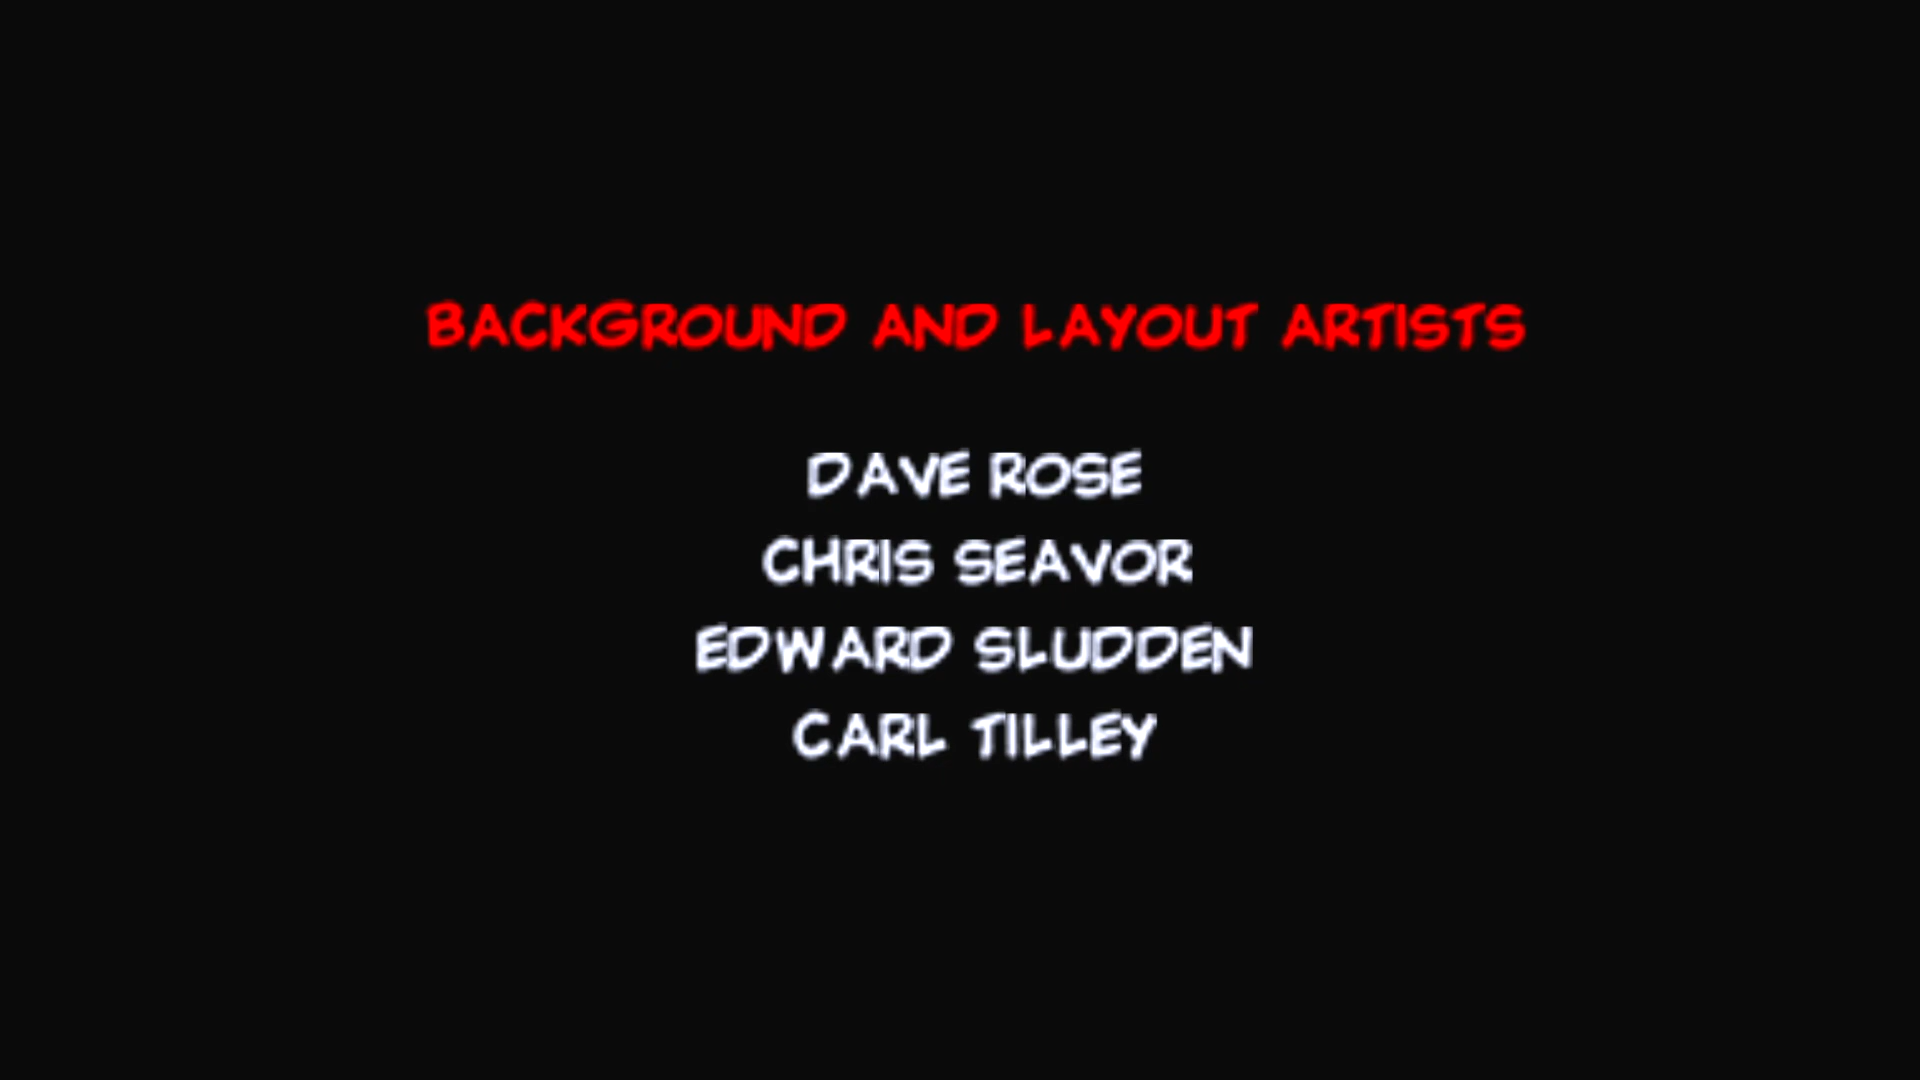 BACKGROUND AND LAYOUT ARTISTS
DAVE ROSE
CHRIS SEAVOR
EDWARD SLUDDEN
CARL TILLEY